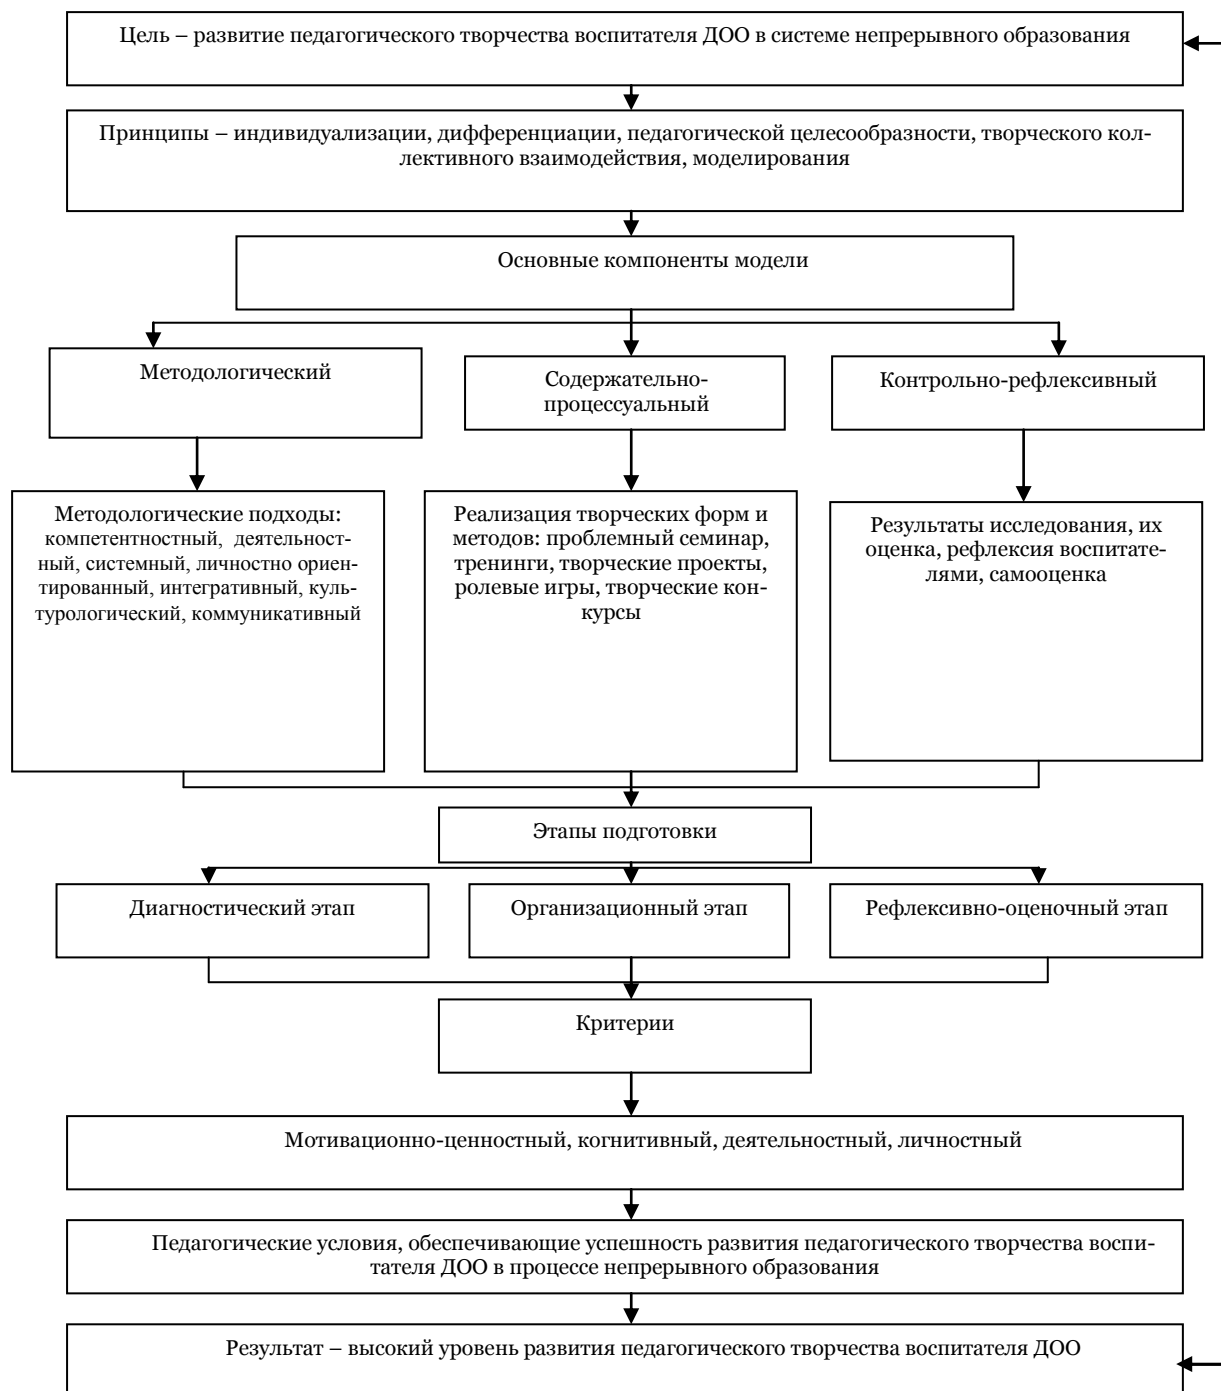 Цель – развитие педагогического творчества воспитателя ДОО в системе непрерывного образования
Принципы – индивидуализации, дифференциации, педагогической целесообразности, творческого кол-
лективного взаимодействия, моделирования
Основные компоненты модели
Методологический
Содержательно-
процессуальный
Контрольно-рефлексивный
Методологические подходы:
компетентностный, деятельност-
ный, системный, личностно ориен-
тированный, интегративный, куль-
турологический, коммуникативный
Реализация творческих форм и
методов: проблемный семинар,
тренинги, творческие проекты,
ролевые игры, творческие кон-
курсы
Результаты исследования, их
оценка, рефлексия воспитате-
лями, самооценка
Этапы подготовки
Диагностический этап
Организационный этап
Рефлексивно-оценочный этап
Критерии
Мотивационно-ценностный, когнитивный, деятельностный, личностный
Педагогические условия, обеспечивающие успешность развития педагогического творчества воспи-
тателя ДОО в процессе непрерывного образования
Результат – высокий уровень развития педагогического творчества воспитателя ДОО